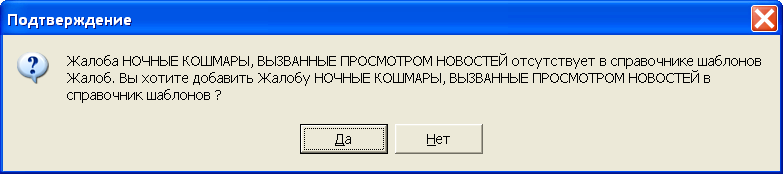 Подтверждение
Жалоба НОЧНЫЕ КОШМАРЫ, ВЫЗВАННЫЕ ПРОСМОТРОМ НОВОСТЕЙ отсутствует в справочнике шаблонов
Жалоб. Вы хотите добавить Жалобу НОЧНЫЕ КОШМАРЫ, ВЫЗВАННЫЕ ПРОСМОТРОМ НОВОСТЕЙ в
справочник шаблонов ?
Да Нет